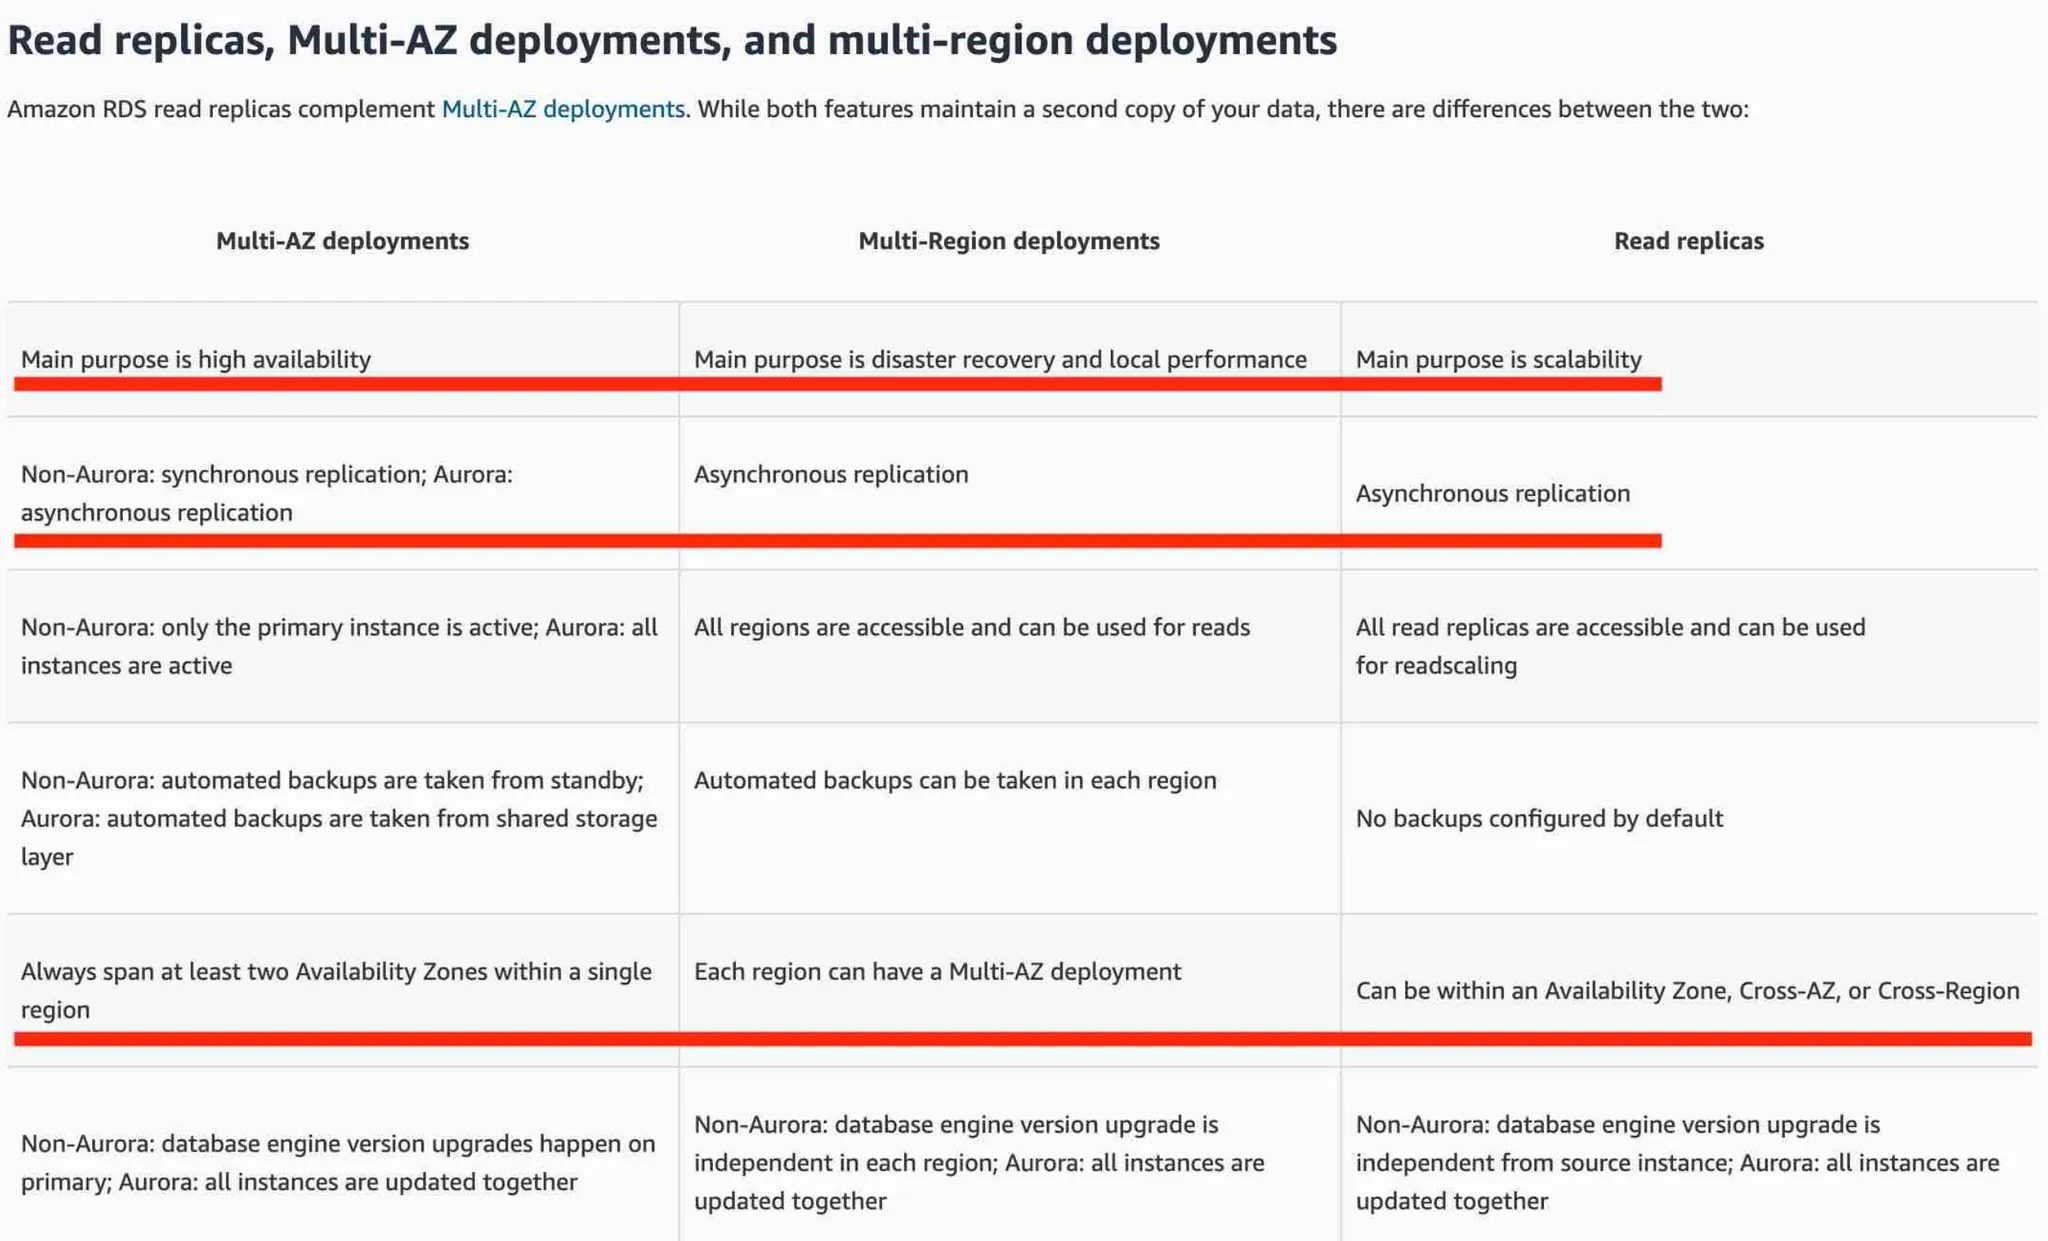 Read replicas, Multi-AZ deployments, and multi-region deployments
Amazon RDS read replicas complement Multi-AZ deployments. While both features maintain a second copy of your data, there are differences between the two:
Multi-AZ deployments
Multi-Region deployments
Read replicas
Main purpose is high availability
Main purpose is disaster recovery and local performance
Main purpose is scalability
Non-Aurora: synchronous replication; Aurora:
asynchronous replication
Asynchronous replication
Asynchronous replication
Non-Aurora: only the primary instance is active; Aurora: all
instances are active
All regions are accessible and can be used for reads
All read replicas are accessible and can be used
for readscaling
Non-Aurora: automated backups are taken from standby;
Aurora: automated backups are taken from shared storage
layer
Automated backups can be taken in each region
No backups configured by default
Always span at least two Availability Zones within a single
region
Each region can have a Multi-AZ deployment
Can be within an Availability Zone, Cross-AZ, or Cross-Region
Non-Aurora: database engine version upgrades happen on
primary; Aurora: all instances are updated together
Non-Aurora: database engine version upgrade is
independent in each region; Aurora: all instances are
updated together
Non-Aurora: database engine version upgrade is
independent from source instance; Aurora: all instances are
updated together